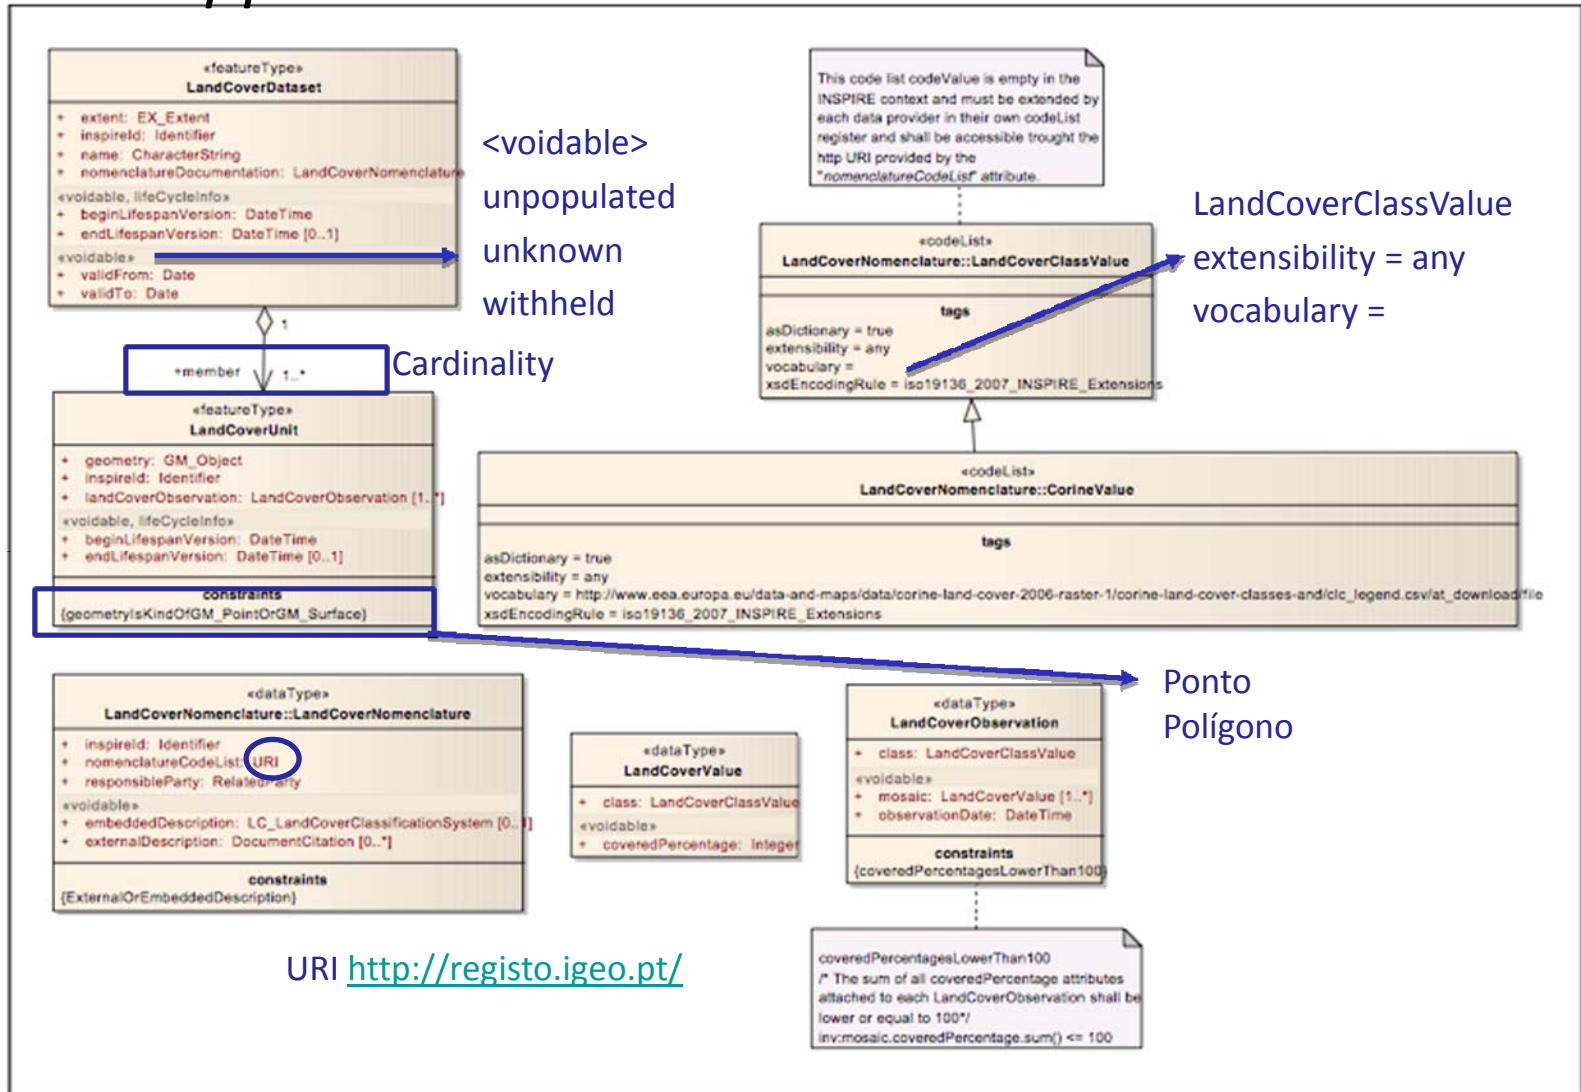 «featureType»
LandCoverDataset
+ extent: EX_Extent
+ inspireId: Identifier
+ name: CharacterString
+ nomenclatureDocumentation: LandCoverNomenclature
«voidable, lifeCycleInfo»
+ beginLifespanVersion: DateTime
+ endLifespanVersion: DateTime [0..1]
«voidable»
+ validFrom: Date
+ validTo: Date
<voidable>
unpopulated
unknown
withheld
This code list codeValue is empty in the
INSPIRE context and must be extended by
each data provider in their own codeList
register and shall be accessible trought the
http URI provided by the
"nomenclatureCodeList" attribute.
«codeList»
LandCoverNomenclature::LandCoverClassValue
tags
asDictionary = true
extensibility = any
vocabulary =
xsdEncodingRule = iso19136_2007_INSPIRE_Extensions
LandCoverClassValue
extensibility = any
vocabulary =
1
+member 1..*
Cardinality
«featureType»
LandCoverUnit
+ geometry: GM_Object
+ inspireId: Identifier
+ landCoverObservation: LandCoverObservation [1..*]
«voidable, lifeCycleInfo»
+ beginLifespanVersion: DateTime
+ endLifespanVersion: DateTime [0..1]
constraints
{geometryIsKindOfGM_PointOrGM_Surface}
«codeList»
LandCoverNomenclature::CorineValue
tags
asDictionary = true
extensibility = any
vocabulary = http://www.eea.europa.eu/data-and-maps/data/corine-land-cover-2006-raster-1/corine-land-cover-classes-and/clc_legend.csv/at_download/file
xsdEncodingRule = iso19136_2007_INSPIRE_Extensions
Ponto
Polígono
«dataType»
LandCoverNomenclature::LandCoverNomenclature
+ inspireId: Identifier
+ nomenclatureCodeList: URI
+ responsibleParty: RelatedParty
«voidable»
+ embeddedDescription: LC_LandCoverClassificationSystem [0..1]
+ externalDescription: DocumentCitation [0..*]
constraints
{ExternalOrEmbeddedDescription}
«dataType»
LandCoverValue
+ class: LandCoverClassValue
«voidable»
+ coveredPercentage: Integer
«dataType»
LandCoverObservation
+ class: LandCoverClassValue
«voidable»
+ mosaic: LandCoverValue [1..*]
+ observationDate: DateTime
constraints
{coveredPercentagesLowerThan100}
URI http://registo.igeo.pt/
coveredPercentagesLowerThan100
/* The sum of all coveredPercentage attributes
attached to each LandCoverObservation shall be
lower or equal to 100*/
inv:mosaic.coveredPercentage.sum() <= 100